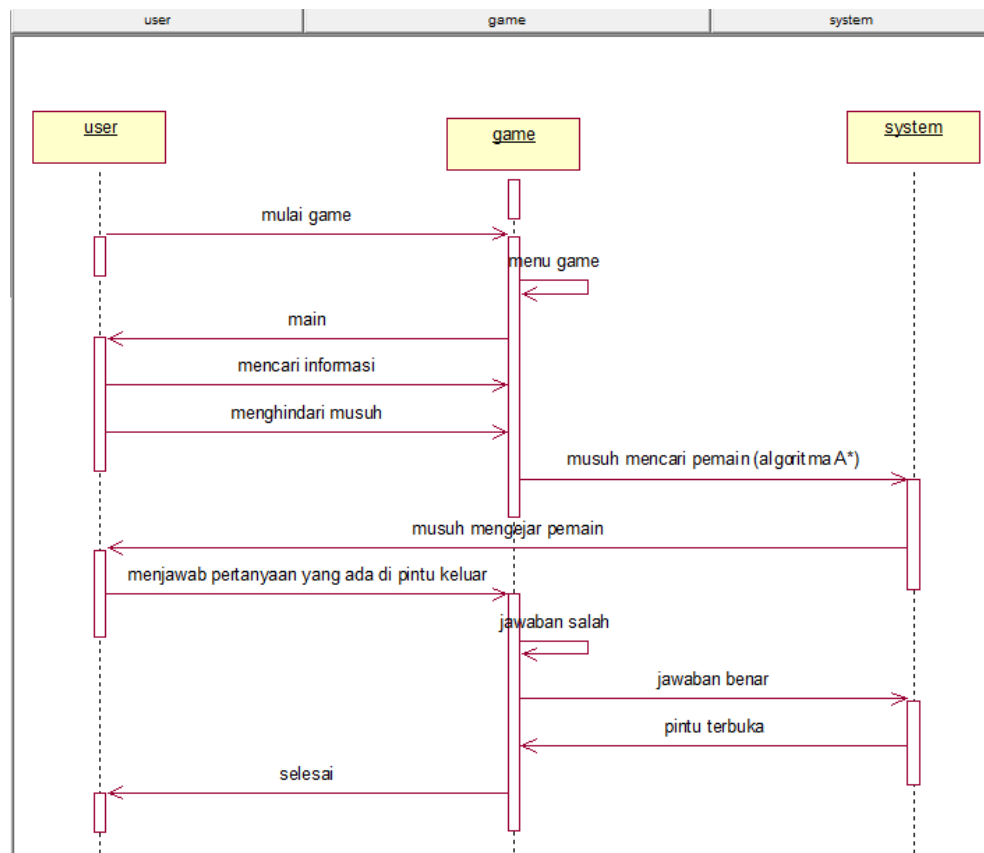 user game system
user game system
mulai game
menu game
main
mencari informasi
menghindari musuh
musuh mencari pemain (algoritma A*)
musuh mengejar pemain
menjawab pertanyaan yang ada di pintu keluar
jawaban salah
jawaban benar
pintu terbuka
selesai